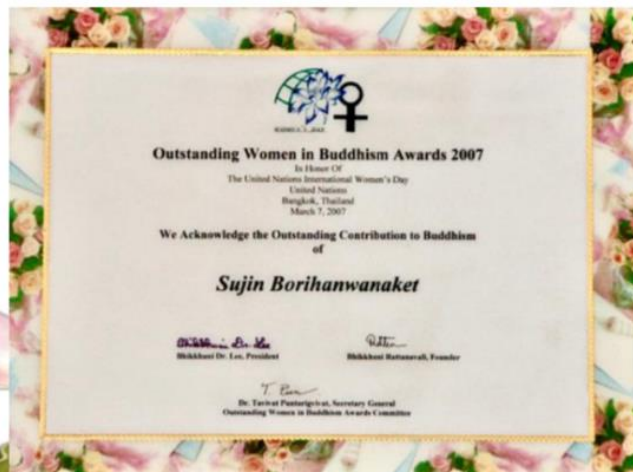 Outstanding Women in Buddhism Awards 2007
In Honor Of
The United Nations International Women's Day
United Nations
Bangkok, Thailand
March 7, 2007
We Acknowledge the Outstanding Contribution to Buddhism
of
Sujin Borihanwanaket
Bhikkhuni Dr. Lee, President
Bhikkhuni Rattanavali, Founder
Dr. Tavivat Puntarigvivat, Secretary General
Outstanding Women in Buddhism Awards Committee